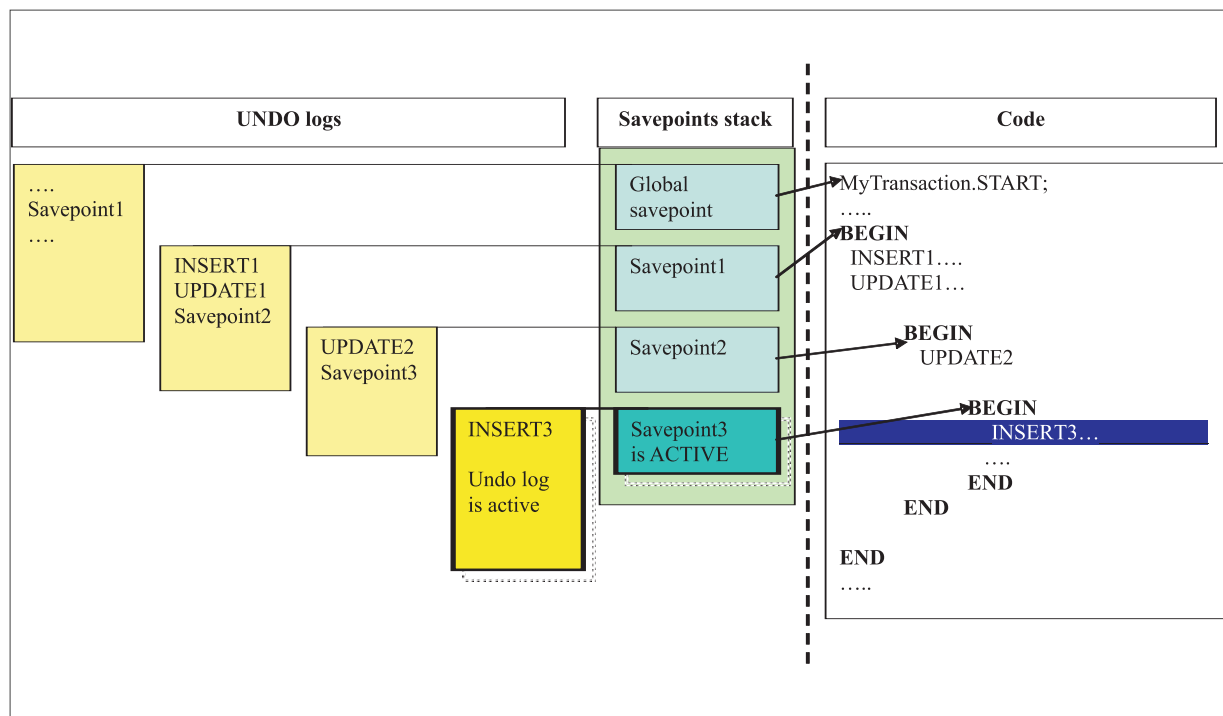 UNDO logs
Savepoints stack
Code
….
Savepoint1
….
INSERT1
UPDATE1
Savepoint2
UPDATE2
Savepoint3
INSERT3
Undo log
is active
Global
savepoint
Savepoint1
Savepoint2
Savepoint3
is ACTIVE
MyTransaction.START;
…..
BEGIN
INSERT1….
UPDATE1…
BEGIN
UPDATE2
BEGIN
INSERT3…
….
END
END
END
…..